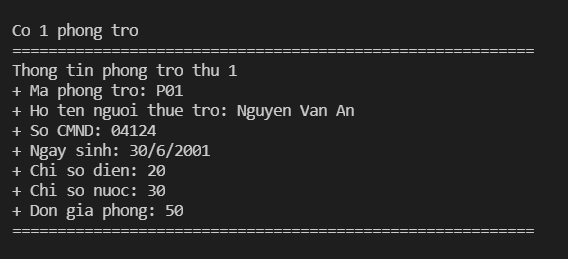 Co 1 phong tro
==========================================================
Thong tin phong tro thu 1
+ Ma phong tro: P01
+ Ho ten nguoi thue tro: Nguyen Van An
+ So CMND: 04124
+ Ngay sinh: 30/6/2001
+ Chi so dien: 20
+ Chi so nuoc: 30
+ Don gia phong: 50
==========================================================